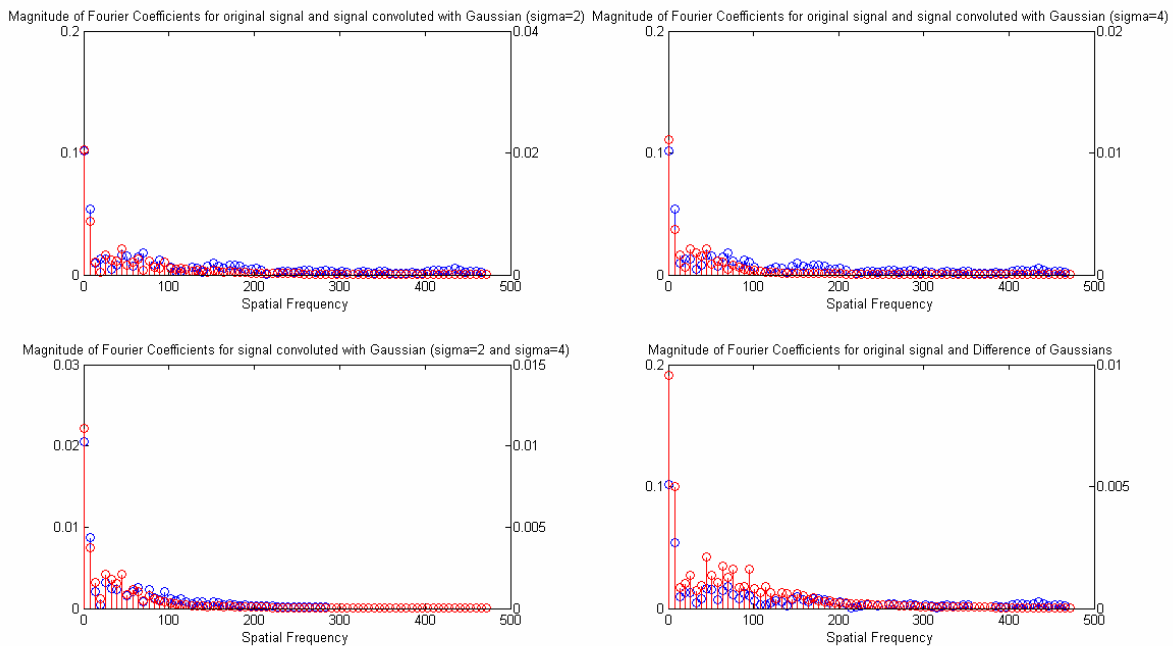 Magnitude of Fourier Coefficients for original signal and signal convoluted with Gaussian (sigma=2)
0.2
0.1
0
0.04
0.02
0
0 100 200 300 400 500
Spatial Frequency
Magnitude of Fourier Coefficients for original signal and signal convoluted with Gaussian (sigma=4)
0.2
0.1
0
0.02
0.01
0
0 100 200 300 400 500
Spatial Frequency
Magnitude of Fourier Coefficients for signal convoluted with Gaussian (sigma=2 and sigma=4)
0.03
0.02
0.01
0
0.015
0.01
0.005
0
0 100 200 300 400 500
Spatial Frequency
Magnitude of Fourier Coefficients for original signal and Difference of Gaussians
0.2
0.1
0
0.01
0.005
0
0 100 200 300 400 500
Spatial Frequency